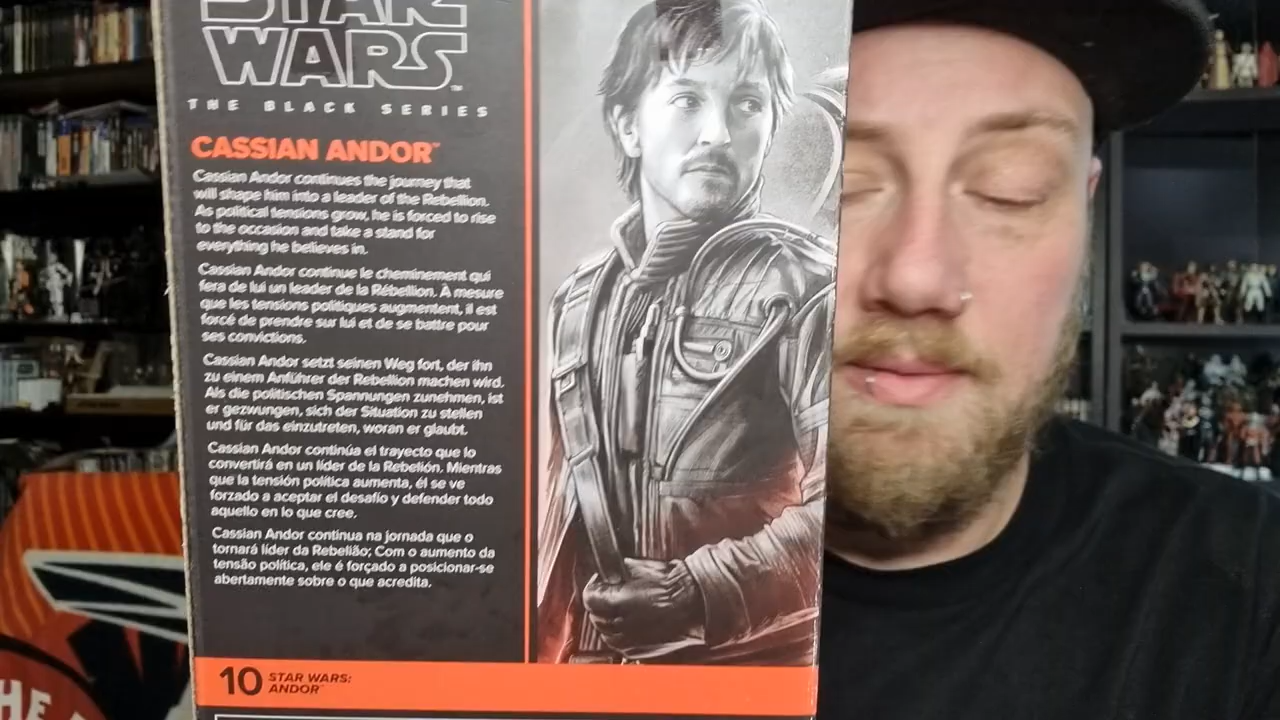 STAR
WARS™
THE BLACK SERIES
CASSIAN ANDOR™
Cassian Andor continues the journey that
will shape him into a leader of the Rebellion.
As political tensions grow, he is forced to rise
to the occasion and take a stand for
everything he believes in.
Cassian Andor continue le cheminement qui
fera de lui un leader de la Rébellion. À mesure
que les tensions politiques augmentent, il est
forcé de prendre sur lui et de se battre pour
ses convictions.
Cassian Andor setzt seinen Weg fort, der ihn
zu einem Anführer der Rebellion machen wird.
Als die politischen Spannungen zunehmen, ist
er gezwungen, sich der Situation zu stellen
und für das einzutreten, woran er glaubt.
Cassian Andor continúa el trayecto que lo
convertirá en un líder de la Rebelión. Mientras
que la tensión política aumenta, él se ve
forzado a aceptar el desafío y defender todo
aquello en lo que cree.
Cassian Andor continua na jornada que o
tornará líder da Rebelião; Com o aumento da
tensão política, ele é forçado a posicionar-se
abertamente sobre o que acredita.
10 STAR WARS:
ANDOR™
HE